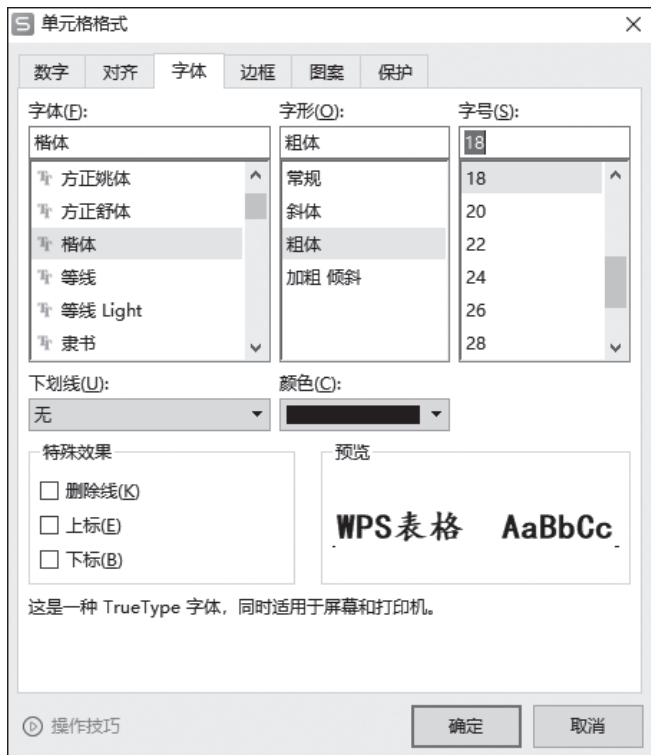 S 单元格格式
数字 对齐 字体 边框 图案 保护
字体(F): 字形(O): 字号(S):
楷体 粗体 18
方正姚体 常规 18
方正舒体 斜体 20
楷体 粗体 22
等线 加粗 倾斜 24
等线 Light 26
隶书 28
下划线(U): 颜色(C):
无
特殊效果 预览
删除线(K)
上标(E)
下标(B)
WPS表格 AaBbCc
这是一种 TrueType 字体，同时适用于屏幕和打印机。
操作技巧 确定 取消